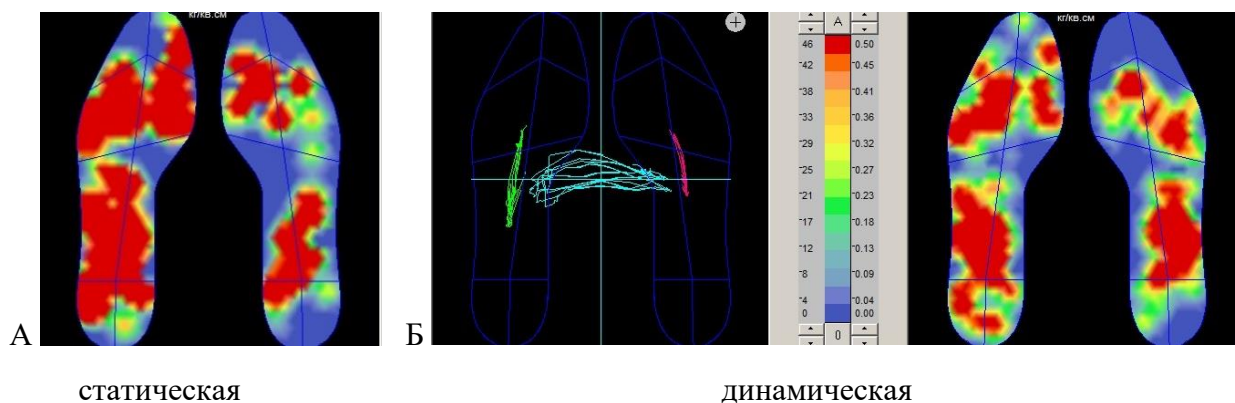 кг/кв.см
кг/кв.см
А
46 0.50
42 0.45
38 0.41
33 0.36
29 0.32
25 0.27
21 0.23
17 0.18
12 0.13
8 0.09
4 0.04
0 0.00
0
А
Б
статическая
динамическая